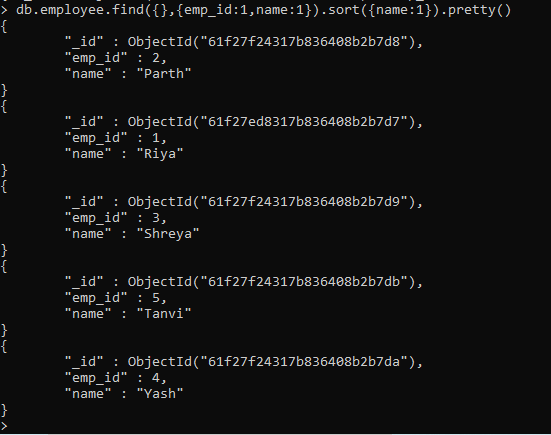 > db.employee.find({},{emp_id:1,name:1}).sort({name:1}).pretty()
{
        "_id" : ObjectId("61f27f24317b836408b2b7d8"),
        "emp_id" : 2,
        "name" : "Parth"
}
{
        "_id" : ObjectId("61f27ed8317b836408b2b7d7"),
        "emp_id" : 1,
        "name" : "Riya"
}
{
        "_id" : ObjectId("61f27f24317b836408b2b7d9"),
        "emp_id" : 3,
        "name" : "Shreya"
}
{
        "_id" : ObjectId("61f27f24317b836408b2b7db"),
        "emp_id" : 5,
        "name" : "Tanvi"
}
{
        "_id" : ObjectId("61f27f24317b836408b2b7da"),
        "emp_id" : 4,
        "name" : "Yash"
}
>